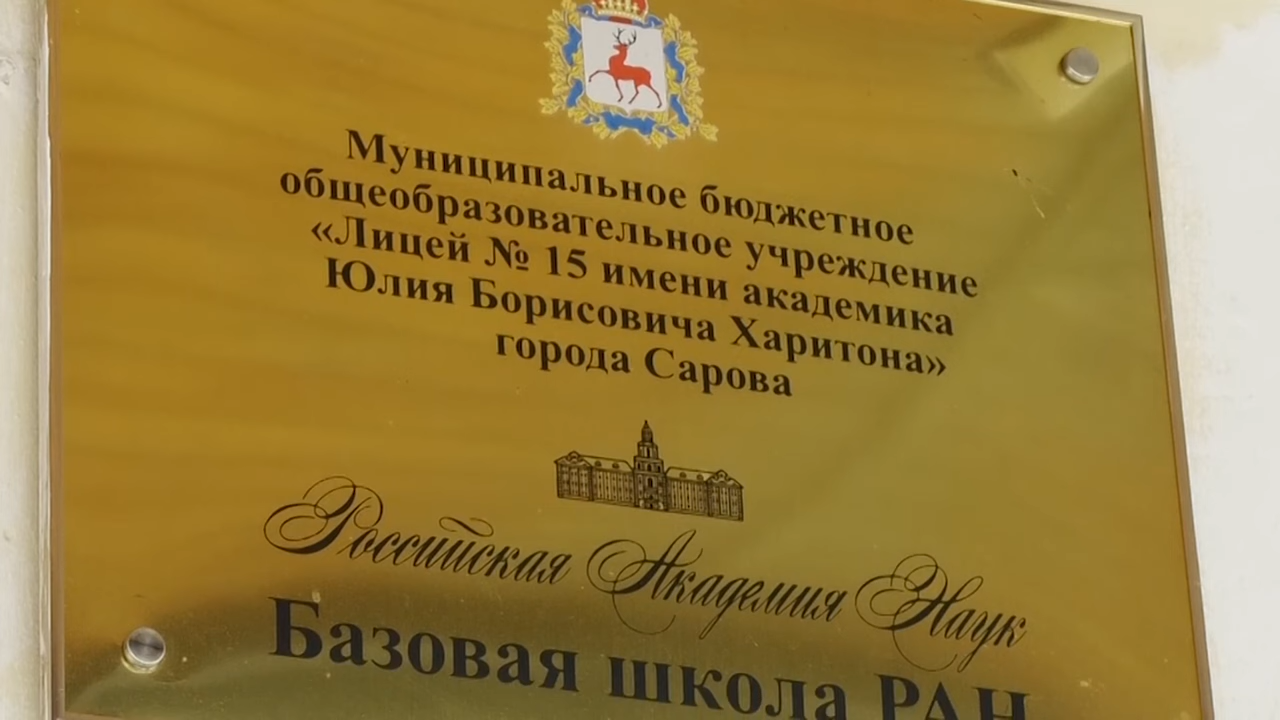 Муниципальное бюджетное
общеобразовательное учреждение
«Лицей № 15 имени академика
Юлия Борисовича Харитона»
города Сарова
Российская Академия Наук
Базовая школа РАН